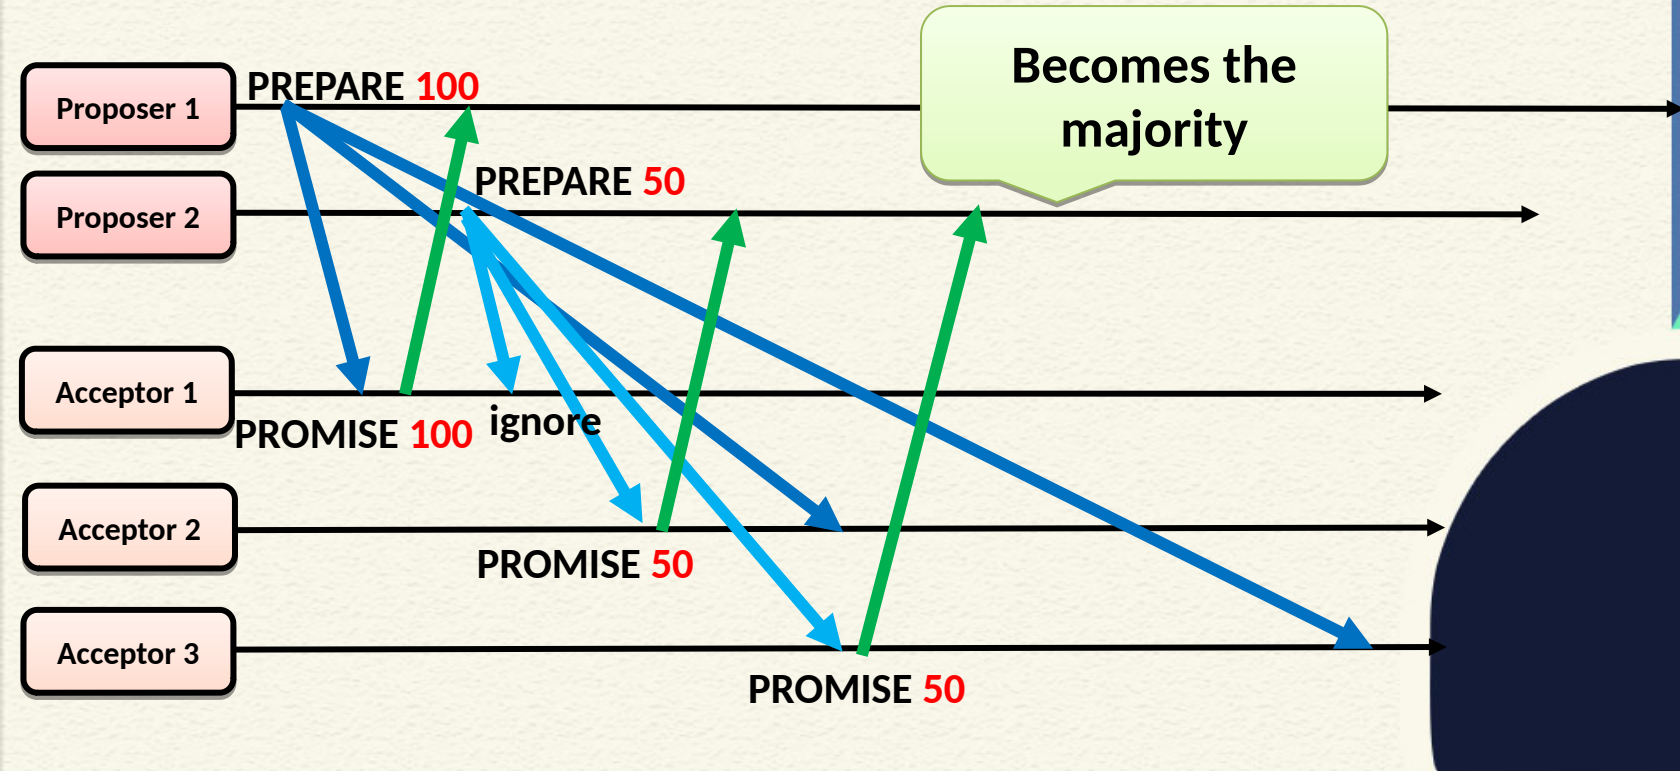 Becomes the
majority
PREPARE 100
Proposer 1
PREPARE 50
Proposer 2
Acceptor 1
PROMISE 100
ignore
Acceptor 2
PROMISE 50
Acceptor 3
PROMISE 50